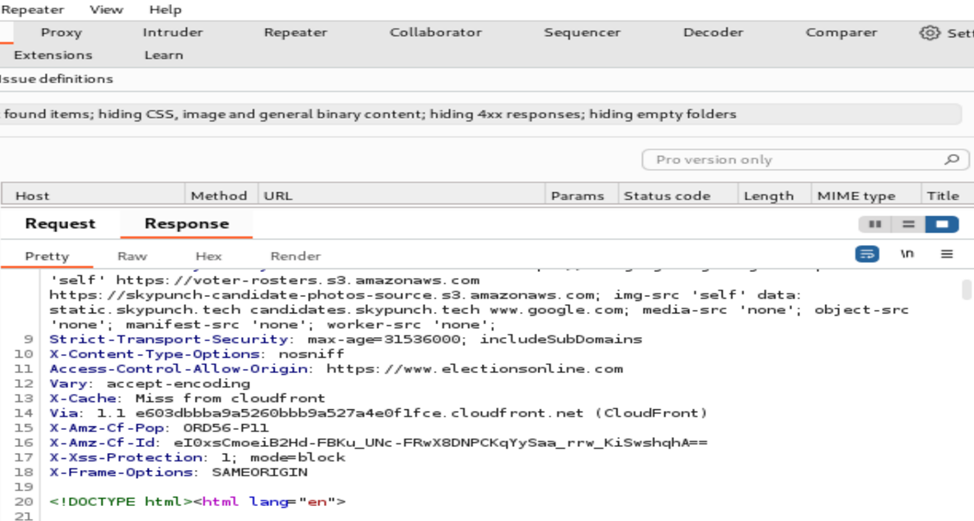 Repeater View Help
Proxy Intruder Repeater Collaborator Sequencer Decoder Comparer
Extensions Learn
Issue definitions
found items; hiding CSS, image and general binary content; hiding 4xx responses; hiding empty folders
Pro version only
Host Method URL Params Status code Length MIME type Title
Request Response
Pretty Raw Hex Render \n
'self' https://voter-rosters.s3.amazonaws.com
https://skypunch-candidate-photos-source.s3.amazonaws.com; img-src 'self' data:
static.skypunch.tech candidates.skypunch.tech www.google.com; media-src 'none'; object-src
'none'; manifest-src 'none'; worker-src 'none';
9 Strict-Transport-Security: max-age=31536000; includeSubDomains
10 X-Content-Type-Options: nosniff
11 Access-Control-Allow-Origin: https://www.electionsonline.com
12 Vary: accept-encoding
13 X-Cache: Miss from cloudfront
14 Via: 1.1 e603dbbba9a5260bbb9a527a4e0f1fce.cloudfront.net (CloudFront)
15 X-Amz-Cf-Pop: ORD56-P11
16 X-Amz-Cf-Id: eI0xsCmoeiB2Hd-FBKu_UNc-FRwX8DNPCKqYySaa_rrw_KiSwshqhA==
17 X-Xss-Protection: 1; mode=block
18 X-Frame-Options: SAMEORIGIN
19
20 <!DOCTYPE html><html lang="en">
21